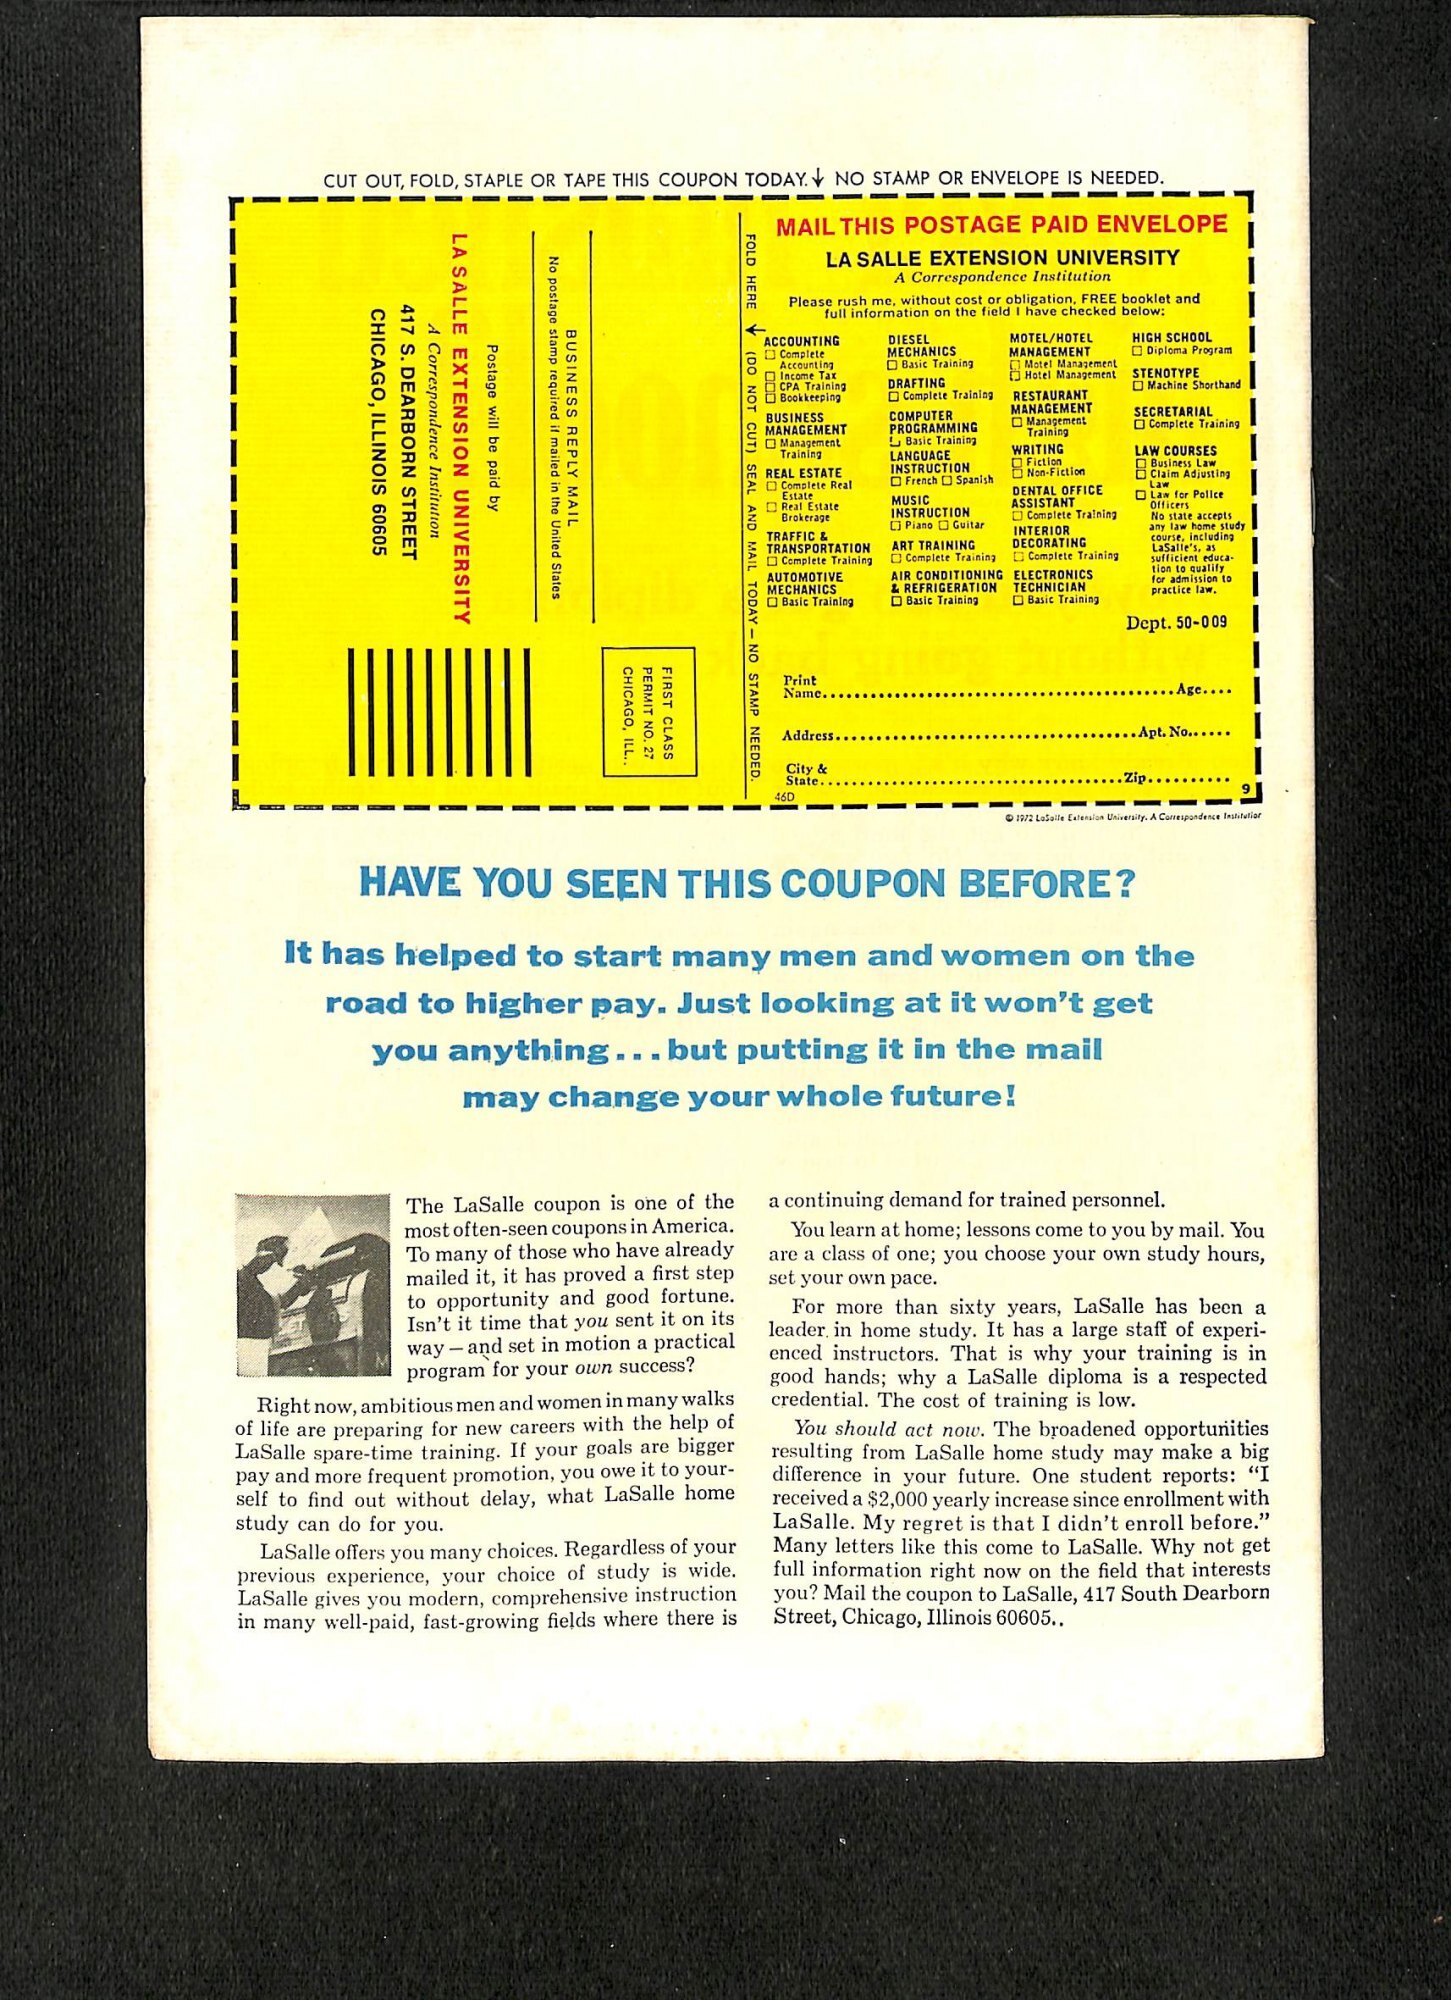 CUT OUT, FOLD, STAPLE OR TAPE THIS COUPON TODAY.↓ NO STAMP OR ENVELOPE IS NEEDED.
BUSINESS REPLY MAIL
No postage stamp required if mailed in the United States
Postage will be paid by
LA SALLE EXTENSION UNIVERSITY
A Correspondence Institution
417 S. DEARBORN STREET
CHICAGO, ILLINOIS 60605
FIRST CLASS
PERMIT NO. 27
CHICAGO, ILL..
FOLD HERE ↓ (DO NOT CUT) SEAL AND MAIL TODAY — NO STAMP NEEDED.
MAIL THIS POSTAGE PAID ENVELOPE
LA SALLE EXTENSION UNIVERSITY
A Correspondence Institution
Please rush me, without cost or obligation, FREE booklet and
full information on the field I have checked below:
ACCOUNTING
☐ Complete
Accounting
☐ Income Tax
☐ CPA Training
☐ Bookkeeping
BUSINESS
MANAGEMENT
☐ Management
Training
REAL ESTATE
☐ Complete Real
Estate
☐ Real Estate
Brokerage
TRAFFIC &
TRANSPORTATION
☐ Complete Training
AUTOMOTIVE
MECHANICS
☐ Basic Training
DIESEL
MECHANICS
☐ Basic Training
DRAFTING
☐ Complete Training
COMPUTER
PROGRAMMING
☐ Basic Training
LANGUAGE
INSTRUCTION
☐ French ☐ Spanish
MUSIC
INSTRUCTION
☐ Piano ☐ Guitar
ART TRAINING
☐ Complete Training
AIR CONDITIONING
& REFRIGERATION
☐ Basic Training
MOTEL/HOTEL
MANAGEMENT
☐ Motel Management
☐ Hotel Management
RESTAURANT
MANAGEMENT
☐ Management
Training
WRITING
☐ Fiction
☐ Non-Fiction
DENTAL OFFICE
ASSISTANT
☐ Complete Training
INTERIOR
DECORATING
☐ Complete Training
ELECTRONICS
TECHNICIAN
☐ Basic Training
HIGH SCHOOL
☐ Diploma Program
STENOTYPE
☐ Machine Shorthand
SECRETARIAL
☐ Complete Training
LAW COURSES
☐ Business Law
☐ Claim Adjusting
Law
☐ Law for Police
Officers
No state accepts
any law home study
course, including
LaSalle's, as
sufficient educa-
tion to qualify
for admission to
practice law.
Dept. 50-009
Print
Name.......................................... Age....
Address................................... Apt. No......
City &
State.................................... Zip..........
46D
9
© 1972 LaSalle Extension University. A Correspondence Institution
HAVE YOU SEEN THIS COUPON BEFORE?
It has helped to start many men and women on the
road to higher pay. Just looking at it won't get
you anything... but putting it in the mail
may change your whole future!
The LaSalle coupon is one of the
most often-seen coupons in America.
To many of those who have already
mailed it, it has proved a first step
to opportunity and good fortune.
Isn't it time that you sent it on its
way — and set in motion a practical
program for your own success?
Right now, ambitious men and women in many walks
of life are preparing for new careers with the help of
LaSalle spare-time training. If your goals are bigger
pay and more frequent promotion, you owe it to your-
self to find out without delay, what LaSalle home
study can do for you.
LaSalle offers you many choices. Regardless of your
previous experience, your choice of study is wide.
LaSalle gives you modern, comprehensive instruction
in many well-paid, fast-growing fields where there is
a continuing demand for trained personnel.
You learn at home; lessons come to you by mail. You
are a class of one; you choose your own study hours,
set your own pace.
For more than sixty years, LaSalle has been a
leader in home study. It has a large staff of experi-
enced instructors. That is why your training is in
good hands; why a LaSalle diploma is a respected
credential. The cost of training is low.
You should act now. The broadened opportunities
resulting from LaSalle home study may make a big
difference in your future. One student reports: "I
received a $2,000 yearly increase since enrollment with
LaSalle. My regret is that I didn't enroll before."
Many letters like this come to LaSalle. Why not get
full information right now on the field that interests
you? Mail the coupon to LaSalle, 417 South Dearborn
Street, Chicago, Illinois 60605..